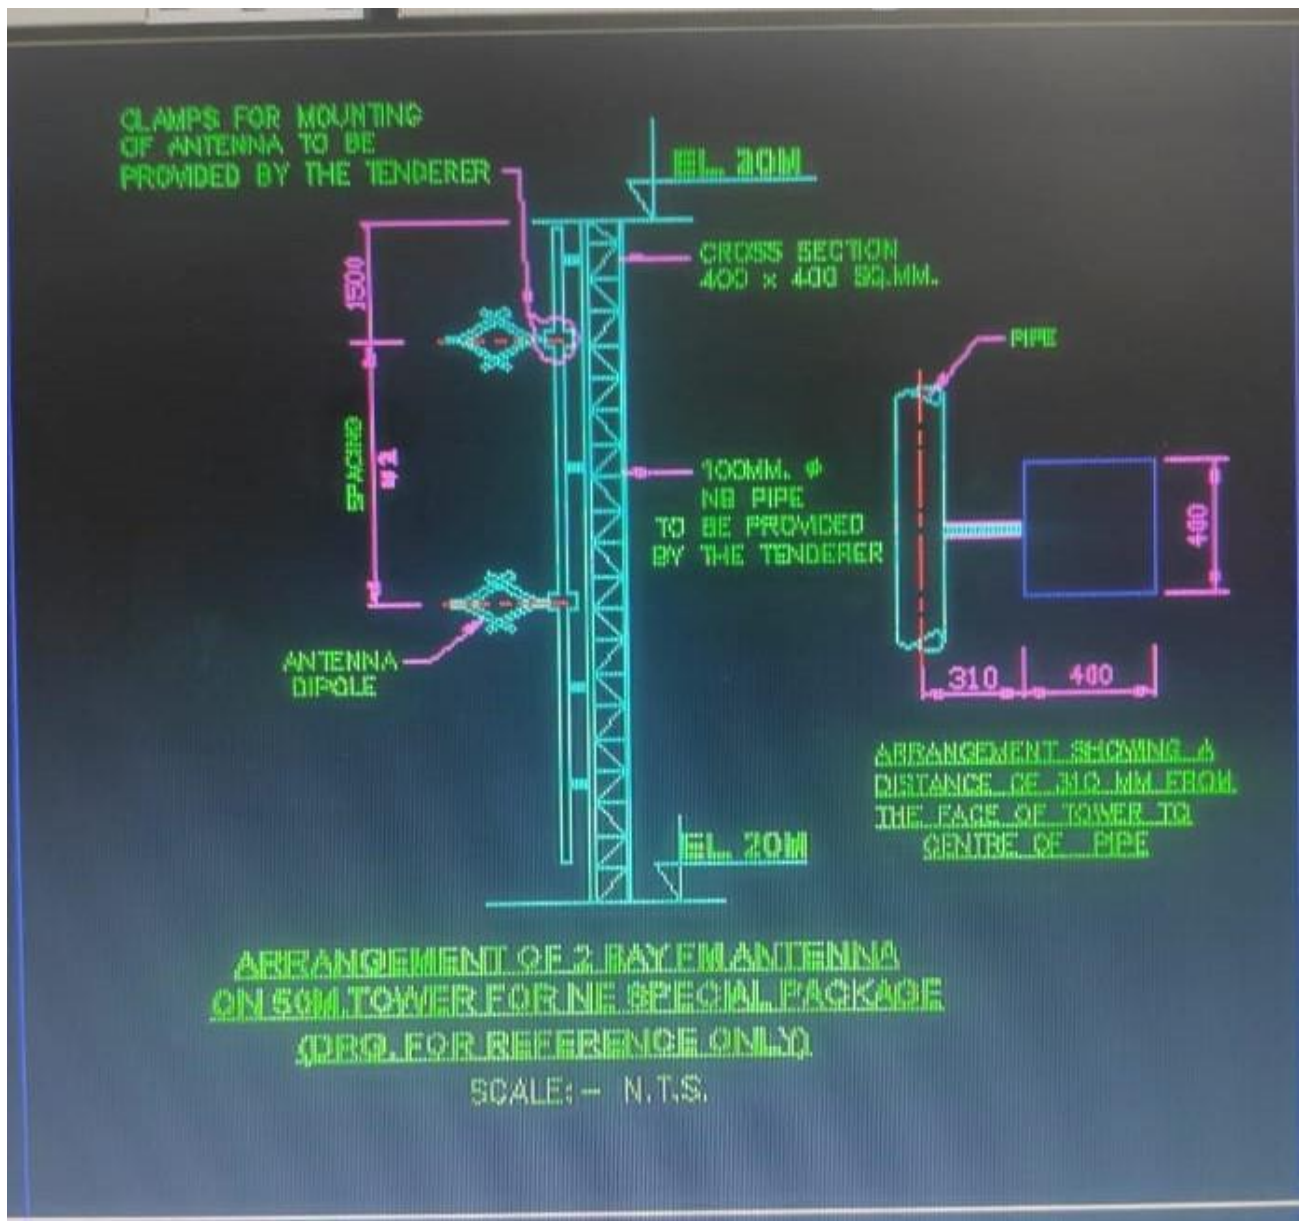 CLAMPS FOR MOUNTING
OF ANTENNA TO BE
PROVIDED BY THE TENDERER
EL. 30M
1500
CROSS SECTION
400 x 400 SQ.MM.
PIPE
SPACING
100MM. φ
NB PIPE
TO BE PROVIDED
BY THE TENDERER
400
ANTENNA
DIPOLE
310
400
ARRANGEMENT SHOWING A
DISTANCE OF 310 MM FROM
THE FACE OF TOWER TO
CENTRE OF PIPE
EL. 20M
ARRANGEMENT OF 2 BAY FM ANTENNA
ON 50M. TOWER FOR NE SPECIAL PACKAGE
(DRG. FOR REFERENCE ONLY)
SCALE:- N.T.S.